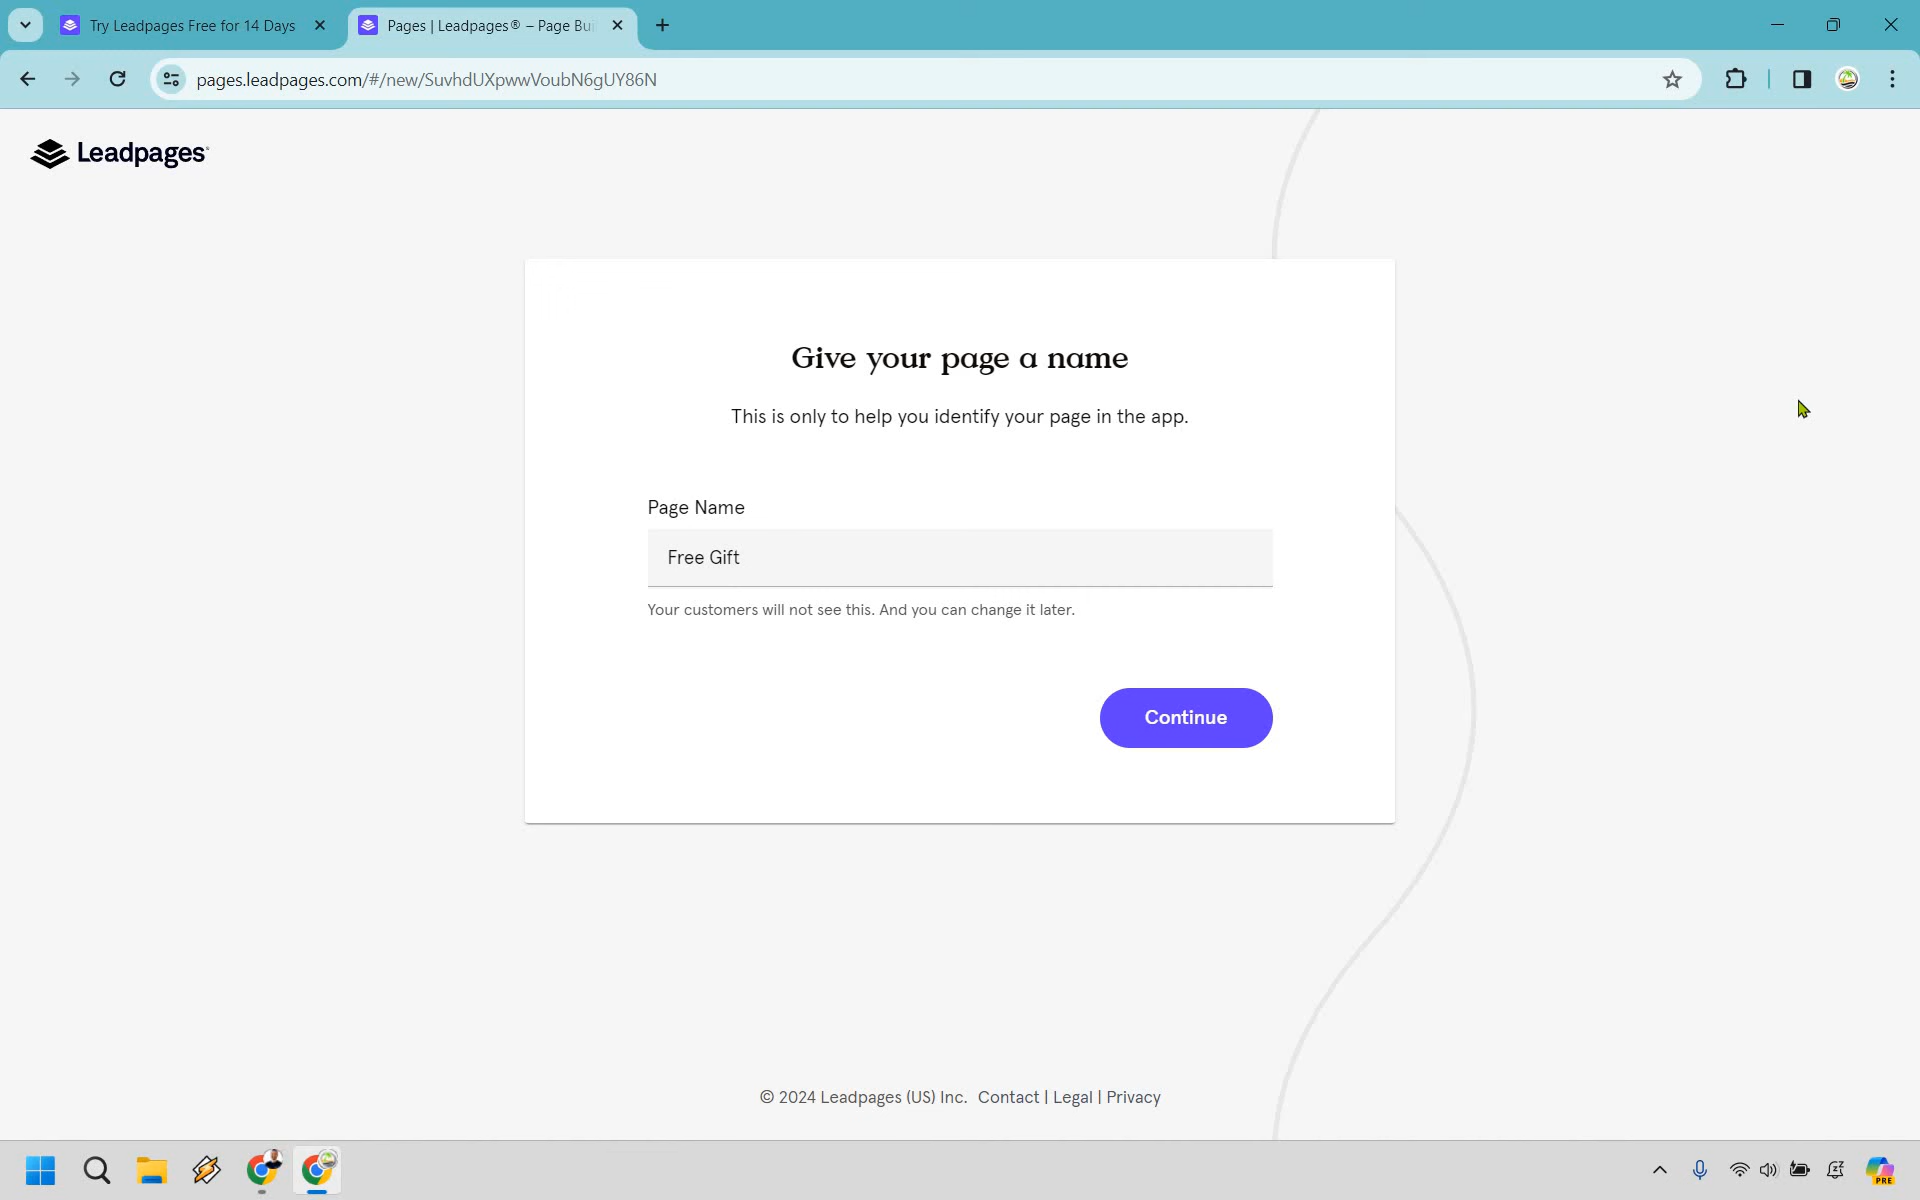 Try Leadpages Free for 14 Days
Pages | Leadpages® – Page Bui
pages.leadpages.com/#/new/SuvhdUXpwwVoubN6gUY86N
Leadpages
Give your page a name
This is only to help you identify your page in the app.
Page Name
Free Gift
Your customers will not see this. And you can change it later.
Continue
© 2024 Leadpages (US) Inc. Contact | Legal | Privacy
PRE